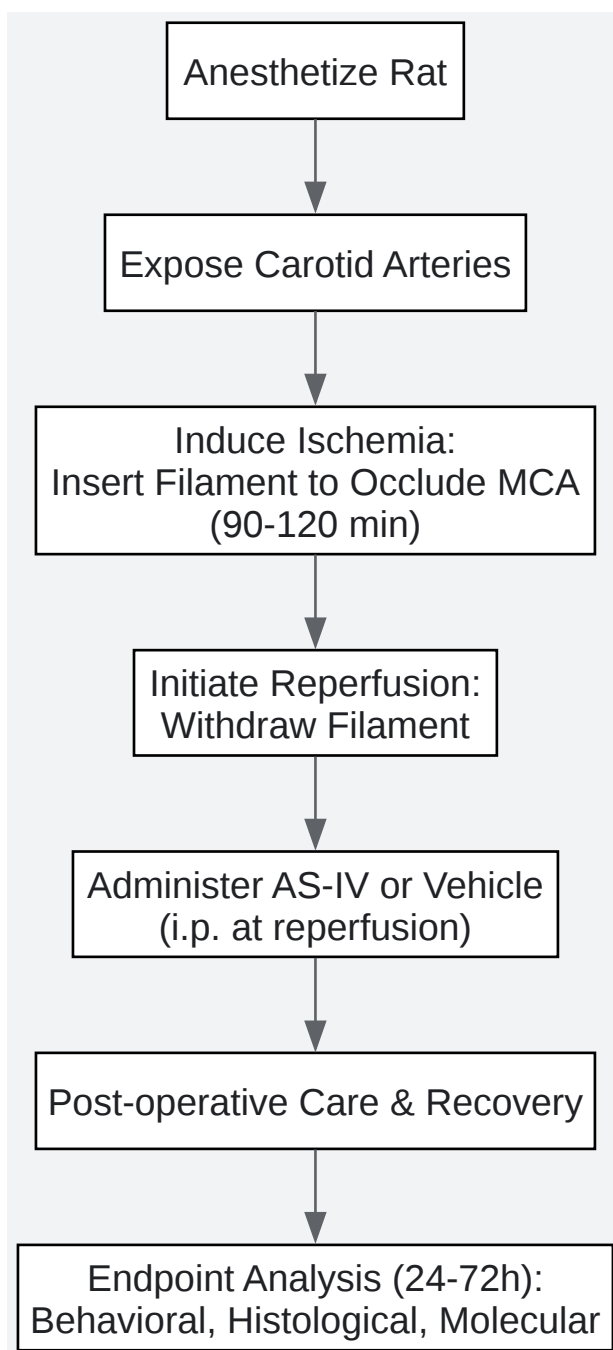 Anesthetize Rat
Expose Carotid Arteries
Induce Ischemia:
Insert Filament to Occlude MCA
(90-120 min)
Initiate Reperfusion:
Withdraw Filament
Administer AS-IV or Vehicle
(i.p. at reperfusion)
Post-operative Care & Recovery
Endpoint Analysis (24-72h):
Behavioral, Histological, Molecular